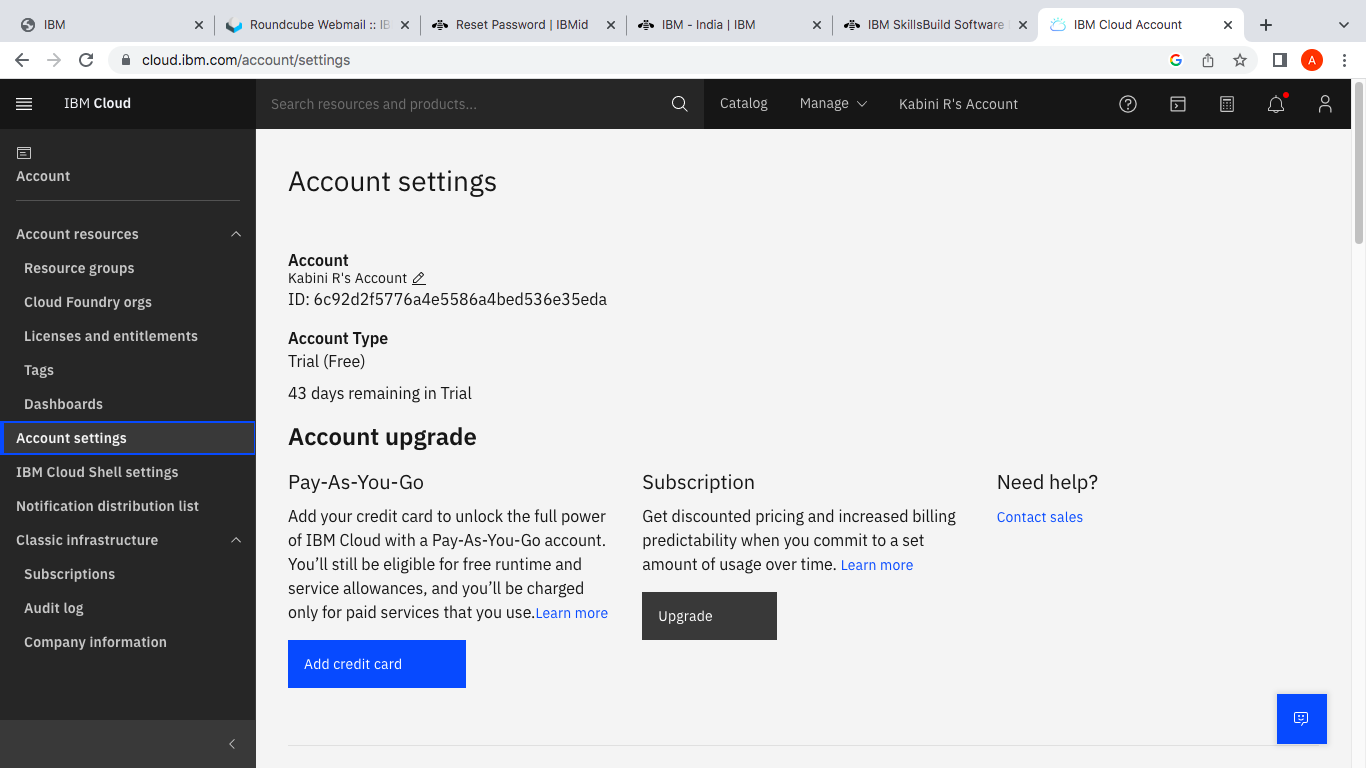 IBM
Roundcube Webmail :: IB
Reset Password | IBMid
IBM - India | IBM
IBM SkillsBuild Software
IBM Cloud Account
cloud.ibm.com/account/settings
A
IBM Cloud
Search resources and products...
Catalog
Manage
Kabini R's Account
Account
Account resources
Resource groups
Cloud Foundry orgs
Licenses and entitlements
Tags
Dashboards
Account settings
IBM Cloud Shell settings
Notification distribution list
Classic infrastructure
Subscriptions
Audit log
Company information
Account settings
Account
Kabini R's Account
ID: 6c92d2f5776a4e5586a4bed536e35eda
Account Type
Trial (Free)
43 days remaining in Trial
Account upgrade
Pay-As-You-Go
Add your credit card to unlock the full power
of IBM Cloud with a Pay-As-You-Go account.
You’ll still be eligible for free runtime and
service allowances, and you’ll be charged
only for paid services that you use.Learn more
Add credit card
Subscription
Get discounted pricing and increased billing
predictability when you commit to a set
amount of usage over time. Learn more
Upgrade
Need help?
Contact sales